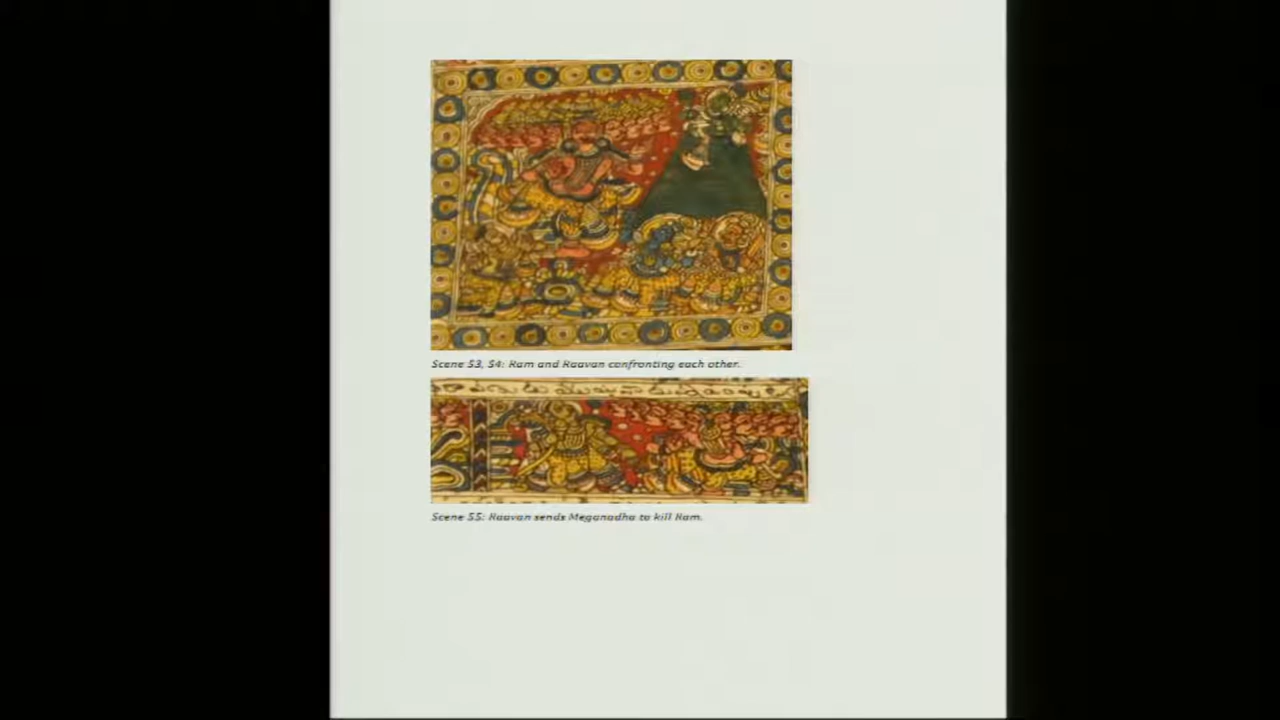 Scene 53, 54: Ram and Raavan confronting each other.
Scene 55: Raavan sends Meganadha to kill Ram.